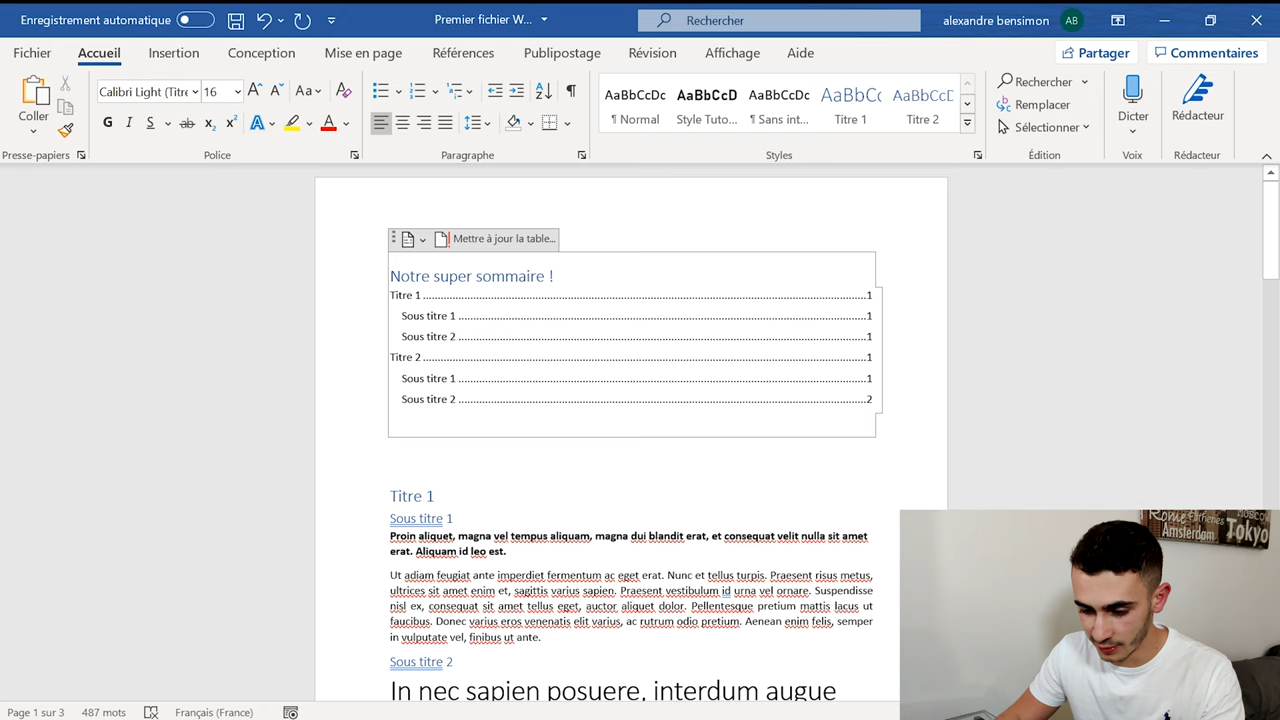 Enregistrement automatique
Premier fichier W...
Rechercher
alexandre bensimon
AB
Fichier
Accueil
Insertion
Conception
Mise en page
Références
Publipostage
Révision
Affichage
Aide
Partager
Commentaires
Coller
Calibri Light (Titre
16
Aa
G I S ab x₂ x² A A
AaBbCcDc
¶ Normal
AaBbCcD
Style Tuto...
AaBbCcDc
¶ Sans int...
AaBbCc
Titre 1
AaBbCcD
Titre 2
Rechercher
Remplacer
Sélectionner
Dicter
Rédacteur
Presse-papiers
Police
Paragraphe
Styles
Édition
Voix
Rédacteur
Mettre à jour la table...
Notre super sommaire !
Titre 1 ........ 1
Sous titre 1 ........ 1
Sous titre 2 ........ 1
Titre 2 ........ 1
Sous titre 1 ........ 1
Sous titre 2 ........ 2
Titre 1
Sous titre 1
Proin aliquet, magna vel tempus aliquam, magna dui blandit erat, et consequat velit nulla sit amet
erat. Aliquam id leo est.
Ut adiam feugiat ante imperdiet fermentum ac eget erat. Nunc et tellus turpis. Praesent risus metus,
ultrices sit amet enim et, sagittis varius sapien. Praesent vestibulum id urna vel ornare. Suspendisse
nisl ex, consequat sit amet tellus eget, auctor aliquet dolor. Pellentesque pretium mattis lacus ut
faucibus. Donec varius eros venenatis elit varius, ac rutrum odio pretium. Aenean enim felis, semper
in vulputate vel, finibus ut ante.
Sous titre 2
In nec sapien posuere, interdum augue
Rome
Amsterdam
Tokyo
Page 1 sur 3
487 mots
Français (France)